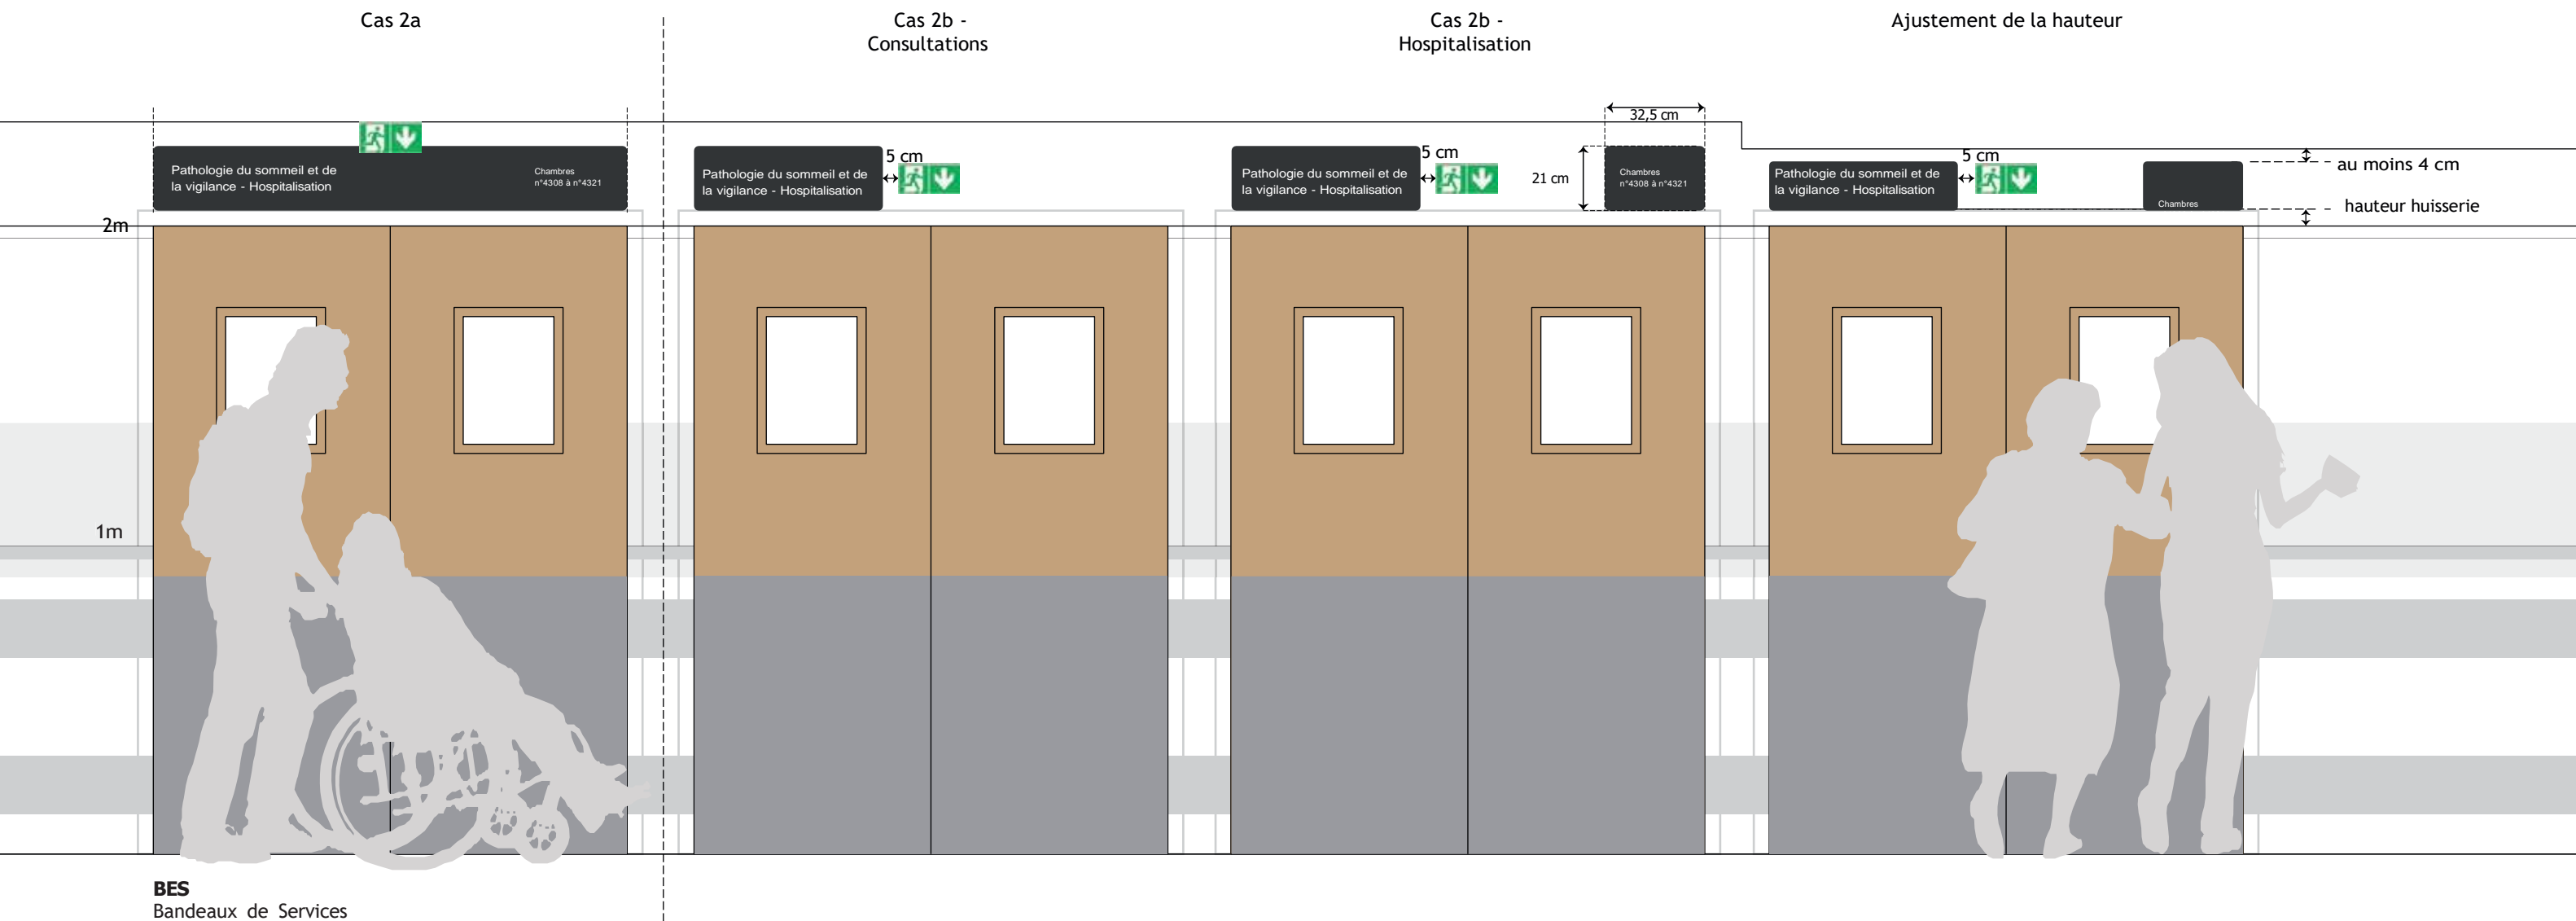 Cas 2a
Cas 2b -
Consultations
Cas 2b -
Hospitalisation
Ajustement de la hauteur
Pathologie du sommeil et de
la vigilance - Hospitalisation
Chambres
n°4308 à n°4321
Pathologie du sommeil et de
la vigilance - Hospitalisation
5 cm
Pathologie du sommeil et de
la vigilance - Hospitalisation
5 cm
21 cm
32,5 cm
Chambres
n°4308 à n°4321
Pathologie du sommeil et de
la vigilance - Hospitalisation
5 cm
Chambres
au moins 4 cm
hauteur huisserie
2m
1m
BES
Bandeaux de Services